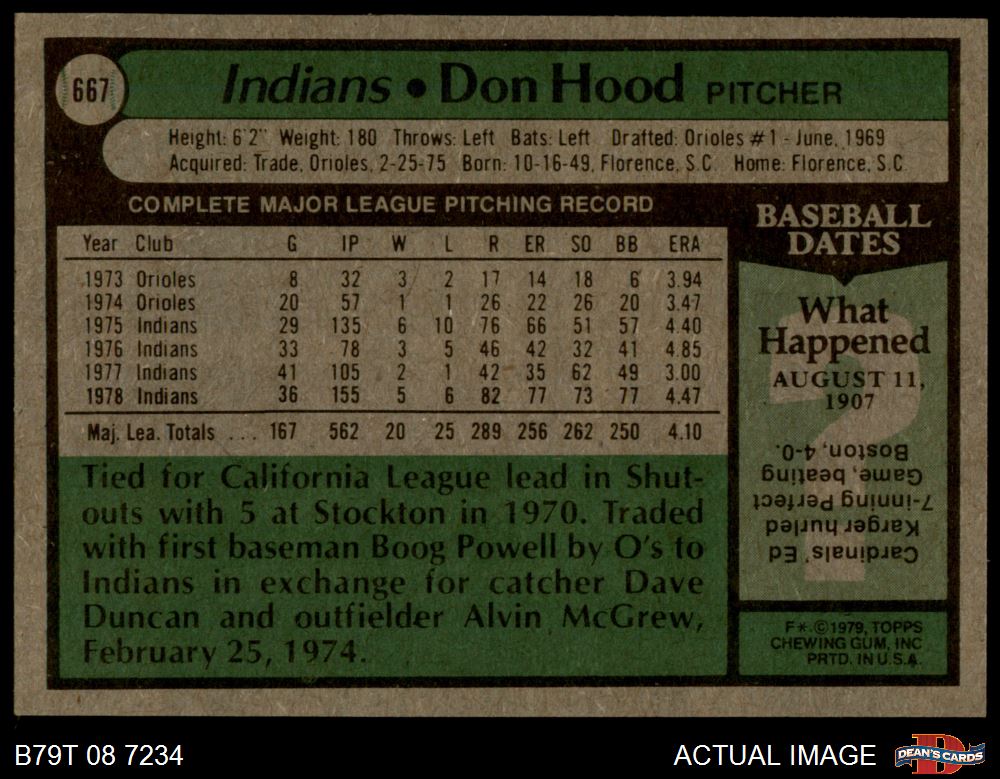 667
Indians • Don Hood PITCHER
Height: 6'2" Weight: 180 Throws: Left Bats: Left Drafted: Orioles #1 - June, 1969
Acquired: Trade, Orioles, 2-25-75 Born: 10-16-49, Florence, S.C. Home: Florence, S.C.
COMPLETE MAJOR LEAGUE PITCHING RECORD
Year Club G IP W L R ER SO BB ERA
1973 Orioles 8 32 3 2 17 14 18 6 3.94
1974 Orioles 20 57 1 1 26 22 26 20 3.47
1975 Indians 29 135 6 10 76 66 51 57 4.40
1976 Indians 33 78 3 5 46 42 32 41 4.85
1977 Indians 41 105 2 1 42 35 62 49 3.00
1978 Indians 36 155 5 6 82 77 73 77 4.47
Maj. Lea. Totals ... 167 562 20 25 289 256 262 250 4.10
Tied for California League lead in Shut-
outs with 5 at Stockton in 1970. Traded
with first baseman Boog Powell by O's to
Indians in exchange for catcher Dave
Duncan and outfielder Alvin McGrew,
February 25, 1974.
BASEBALL
DATES
What
Happened
AUGUST 11,
1907
Cardinals' Ed
Karger hurled
7-inning Perfect
Game, beating
Boston, 4-0.
F*©1979, TOPPS
CHEWING GUM, INC
PRTD. IN U.S.A.
B79T 08 7234
ACTUAL IMAGE
DEAN'S CARDS